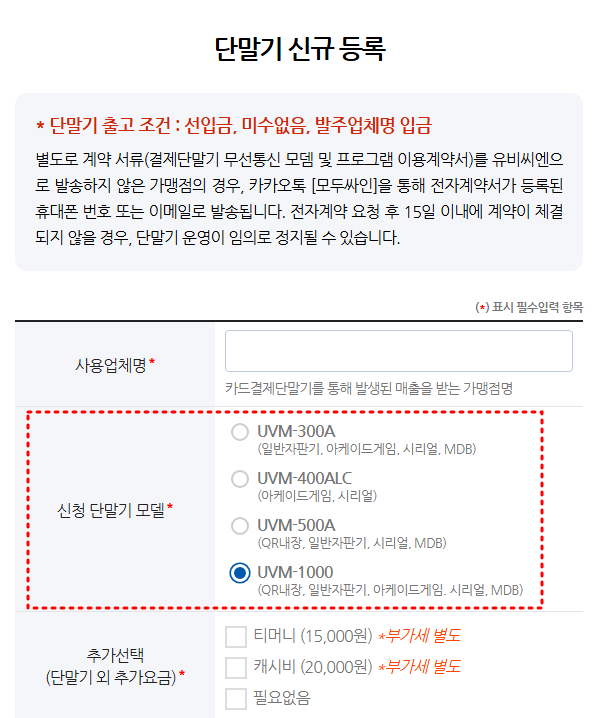 단말기 신규 등록
* 단말기 출고 조건 : 선입금, 미수없음, 발주업체명 입금
별도로 계약 서류(결제단말기 무선통신 모뎀 및 프로그램 이용계약서)를 유비씨엔으
로 발송하지 않은 가맹점의 경우, 카카오톡 [모두싸인]을 통해 전자계약서가 등록된
휴대폰 번호 또는 이메일로 발송됩니다. 전자계약 요청 후 15일 이내에 계약이 체결
되지 않을 경우, 단말기 운영이 임의로 정지될 수 있습니다.
(*) 표시 필수입력 항목
사용업체명 *
카드결제단말기를 통해 발생된 매출을 받는 가맹점명
신청 단말기 모델 *
UVM-300A
(일반자판기, 아케이드게임, 시리얼, MDB)
UVM-400ALC
(아케이드게임, 시리얼)
UVM-500A
(QR내장, 일반자판기, 시리얼, MDB)
UVM-1000
(QR내장, 일반자판기, 아케이드게임. 시리얼, MDB)
추가선택
(단말기 외 추가요금) *
티머니 (15,000원) *부가세 별도
캐시비 (20,000원) *부가세 별도
필요없음